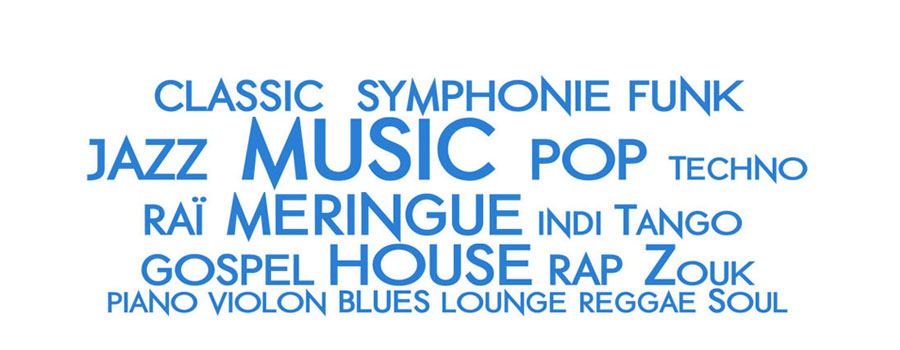 CLASSIC SYMPHONIE FUNK
JAZZ MUSIC POP TECHNO
RAÏ MERINGUE INDI TANGO
GOSPEL HOUSE RAP ZOUK
PIANO VIOLON BLUES LOUNGE REGGAE SOUL